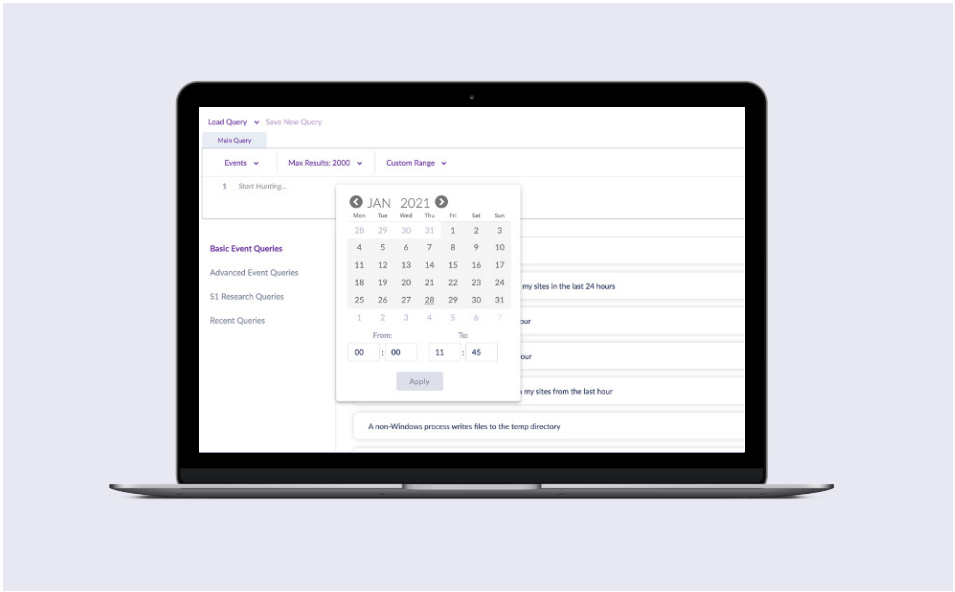 Load Query Save New Query
Main Query
Events Max Results: 2000 Custom Range
1 Start Hunting...
JAN 2021
Mon Tue Wed Thu Fri Sat Sun
28 29 30 31 1 2 3
4 5 6 7 8 9 10
11 12 13 14 15 16 17
18 19 20 21 22 23 24
25 26 27 28 29 30 31
1 2 3 4 5 6 7
From: To:
00 : 00 11 : 45
Apply
Basic Event Queries
Advanced Event Queries
S1 Research Queries
Recent Queries
my sites in the last 24 hours
our
our
my sites from the last hour
A non-Windows process writes files to the temp directory